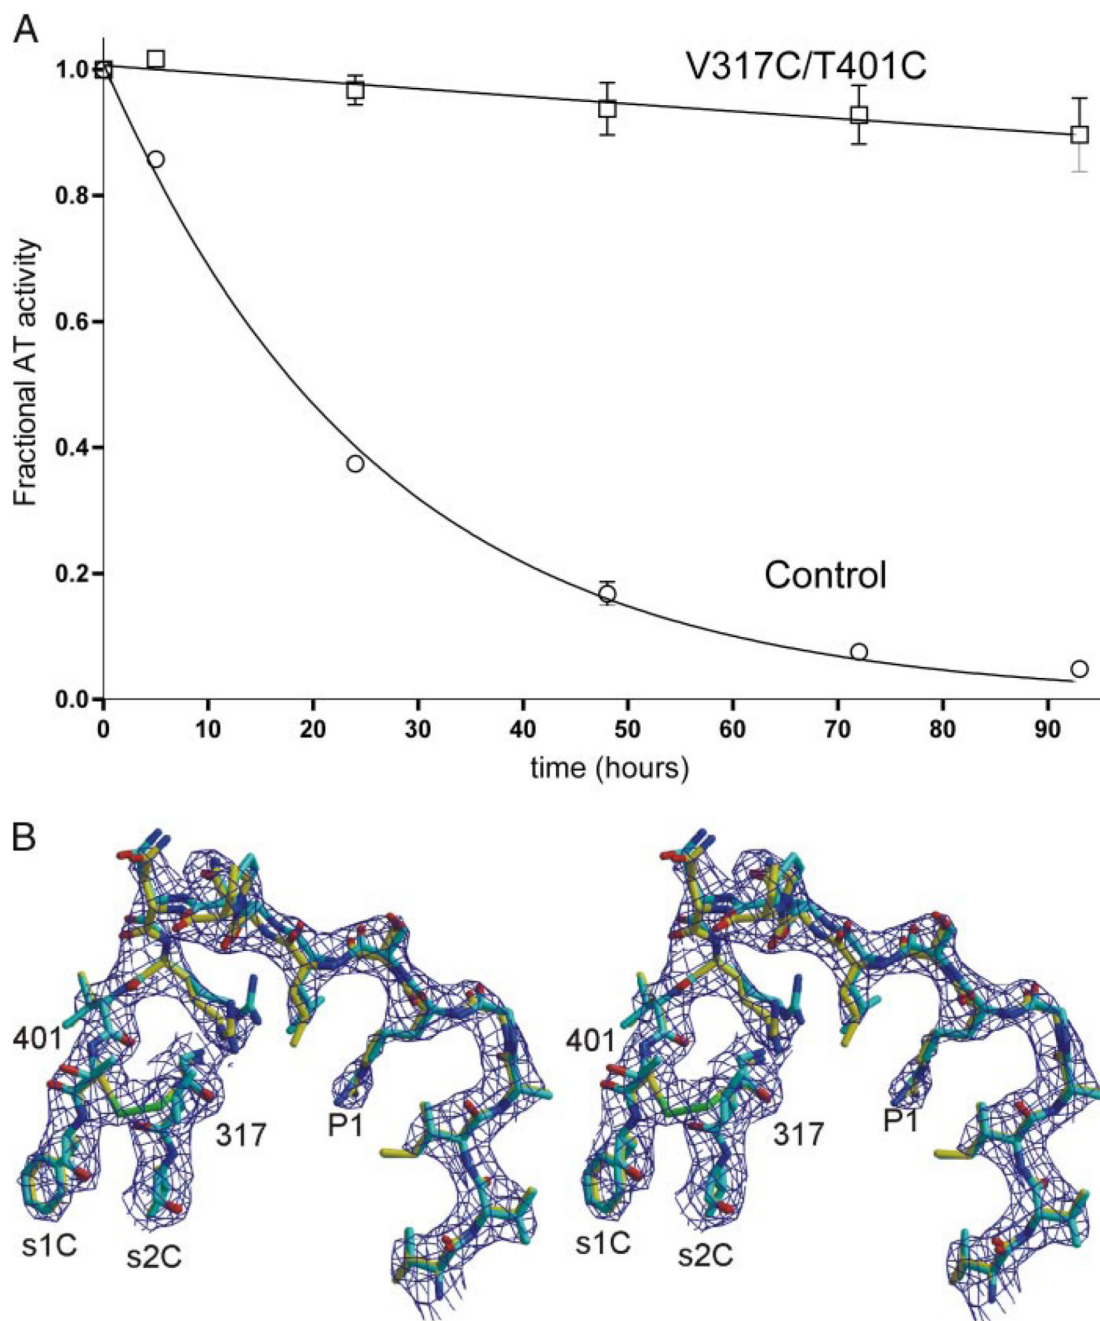 A
V317C/T401C
1.0
0.8
0.6
0.4
0.2
0.0
Fractional AT activity
Control
0 10 20 30 40 50 60 70 80 90
time (hours)
B
401 401
317 P1 317 P1
s1C s2C s1C s2C